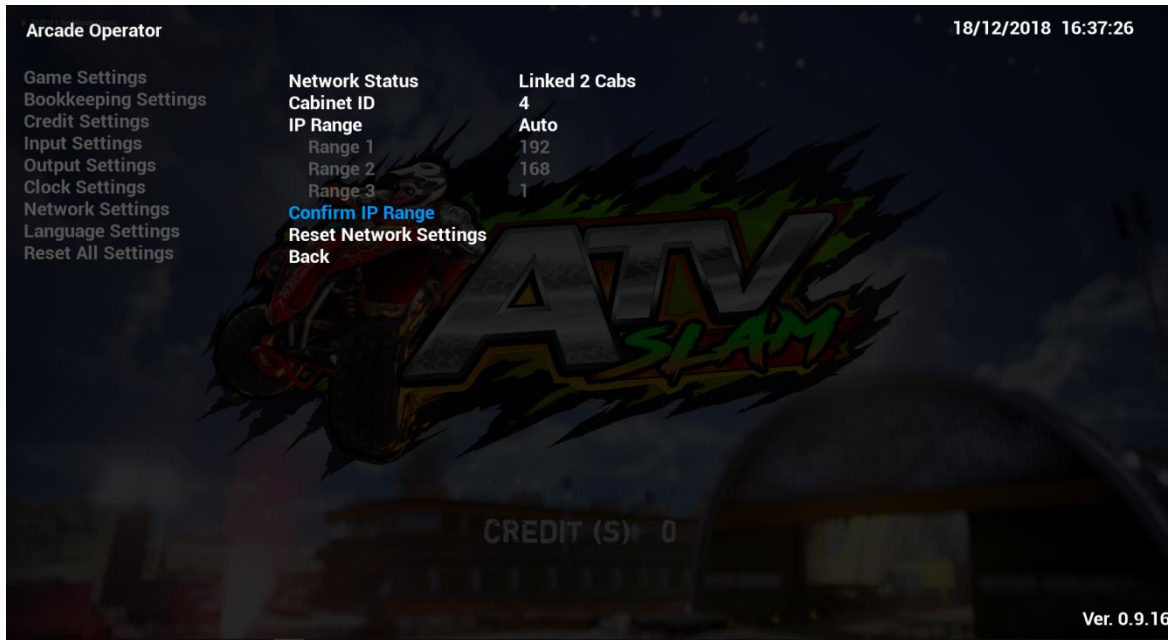 Arcade Operator
18/12/2018 16:37:26
Game Settings
Bookkeeping Settings
Credit Settings
Input Settings
Output Settings
Clock Settings
Network Settings
Language Settings
Reset All Settings
Network Status Linked 2 Cabs
Cabinet ID 4
IP Range Auto
Range 1 192
Range 2 168
Range 3 1
Confirm IP Range
Reset Network Settings
Back
ATV
SLAM
CREDIT (S) 0
Ver. 0.9.16